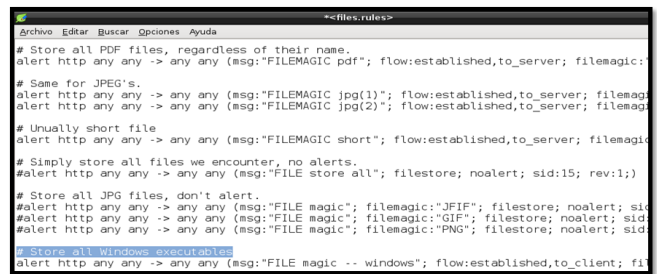 *<files.rules>
Archivo Editar Buscar Opciones Ayuda
# Store all PDF files, regardless of their name.
alert http any any -> any any (msg:"FILEMAGIC pdf"; flow:established,to_server; filemagic:"
# Same for JPEG's.
alert http any any -> any any (msg:"FILEMAGIC jpg(1)"; flow:established,to_server; filemagi
alert http any any -> any any (msg:"FILEMAGIC jpg(2)"; flow:established,to_server; filemagi
# Unually short file
alert http any any -> any any (msg:"FILEMAGIC short"; flow:established,to_server; filemagic
# Simply store all files we encounter, no alerts.
#alert http any any -> any any (msg:"FILE store all"; filestore; noalert; sid:15; rev:1;)
# Store all JPG files, don't alert.
#alert http any any -> any any (msg:"FILE magic"; filemagic:"JFIF"; filestore; noalert; sid
#alert http any any -> any any (msg:"FILE magic"; filemagic:"GIF"; filestore; noalert; sid:
#alert http any any -> any any (msg:"FILE magic"; filemagic:"PNG"; filestore; noalert; sid:
# Store all Windows executables
alert http any any -> any any (msg:"FILE magic -- windows"; flow:established,to_client; fil